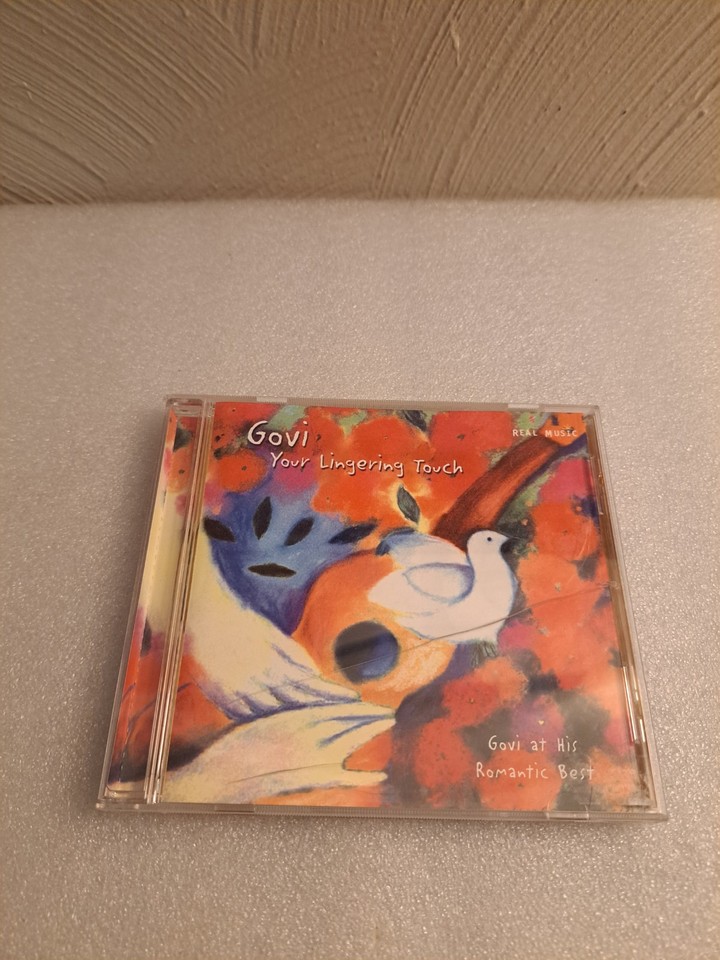 Govi
Your Lingering Touch
REAL MUSIC
Govi at His
Romantic Best